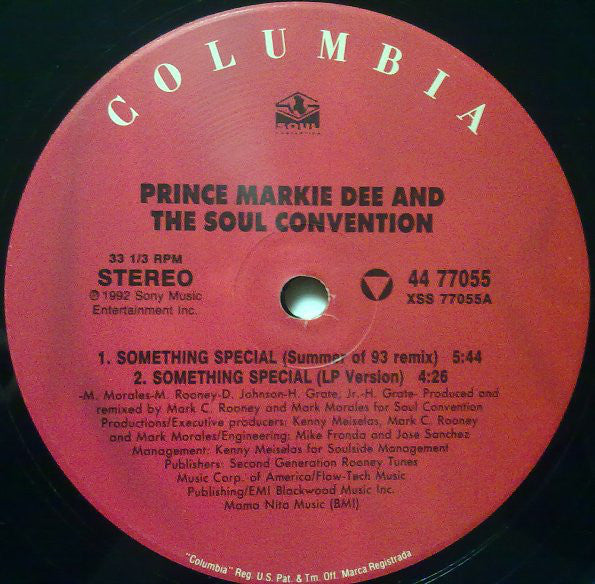 COLUMBIA
SOUL
CONVENTION
PRINCE MARKIE DEE AND
THE SOUL CONVENTION
33 1/3 RPM
STEREO
℗ 1992 Sony Music
Entertainment Inc.
44 77055
XSS 77055A
1. SOMETHING SPECIAL (Summer of 93 remix) 5:44
2. SOMETHING SPECIAL (LP Version) 4:26
-M. Morales-M. Rooney-D. Johnson-H. Grate, Jr.-H. Grate- Produced and
remixed by Mark C. Rooney and Mark Morales for Soul Convention
Productions/Executive producers: Kenny Meiselas, Mark C. Rooney
and Mark Morales/Engineering: Mike Fronda and Jose Sanchez
Management: Kenny Meiselas for Soulside Management
Publishers: Second Generation Rooney Tunes
Music Corp. of America/Flow-Tech Music
Publishing/EMI Blackwood Music Inc.
Mama Nita Music (BMI)
"Columbia" Reg. U.S. Pat. & Tm. Off. Marca Registrada